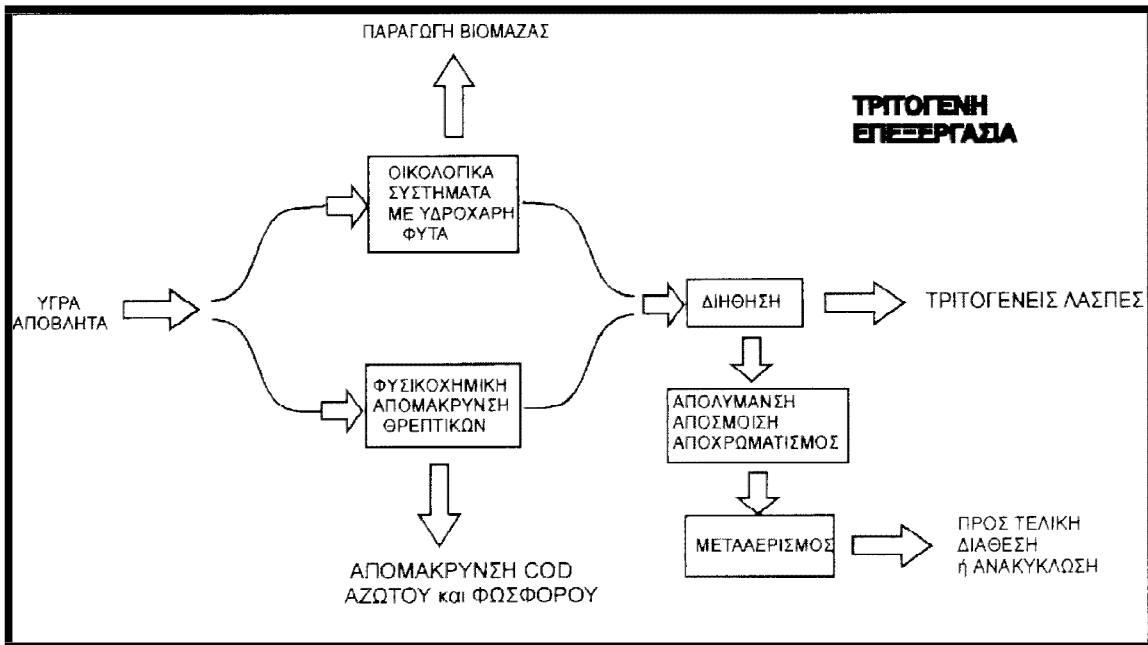 ΠΑΡΑΓΩΓΗ ΒΙΟΜΑΖΑΣ
ΤΡΙΤΟΓΕΝΗ
ΕΠΕΞΕΡΓΑΣΙΑ
ΟΙΚΟΛΟΓΙΚΑ
ΣΥΣΤΗΜΑΤΑ
ΜΕ ΥΔΡΟΧΑΡΗ
ΦΥΤΑ
ΥΓΡΑ
ΑΠΟΒΛΗΤΑ
ΔΙΗΘΗΣΗ
ΤΡΙΤΟΓΕΝΕΙΣ ΛΑΣΠΕΣ
ΦΥΣΙΚΟΧΗΜΙΚΗ
ΑΠΟΜΑΚΡΥΝΣΗ
ΘΡΕΠΤΙΚΩΝ
ΑΠΟΛΥΜΑΝΣΗ
ΑΠΟΣΜΟΙΣΗ
ΑΠΟΧΡΩΜΑΤΙΣΜΟΣ
ΜΕΤΑΑΕΡΙΣΜΟΣ
ΠΡΟΣ ΤΕΛΙΚΗ
ΔΙΑΘΕΣΗ
ή ΑΝΑΚΥΚΛΩΣΗ
ΑΠΟΜΑΚΡΥΝΣΗ COD
ΑΖΩΤΟΥ και ΦΩΣΦΟΡΟΥ